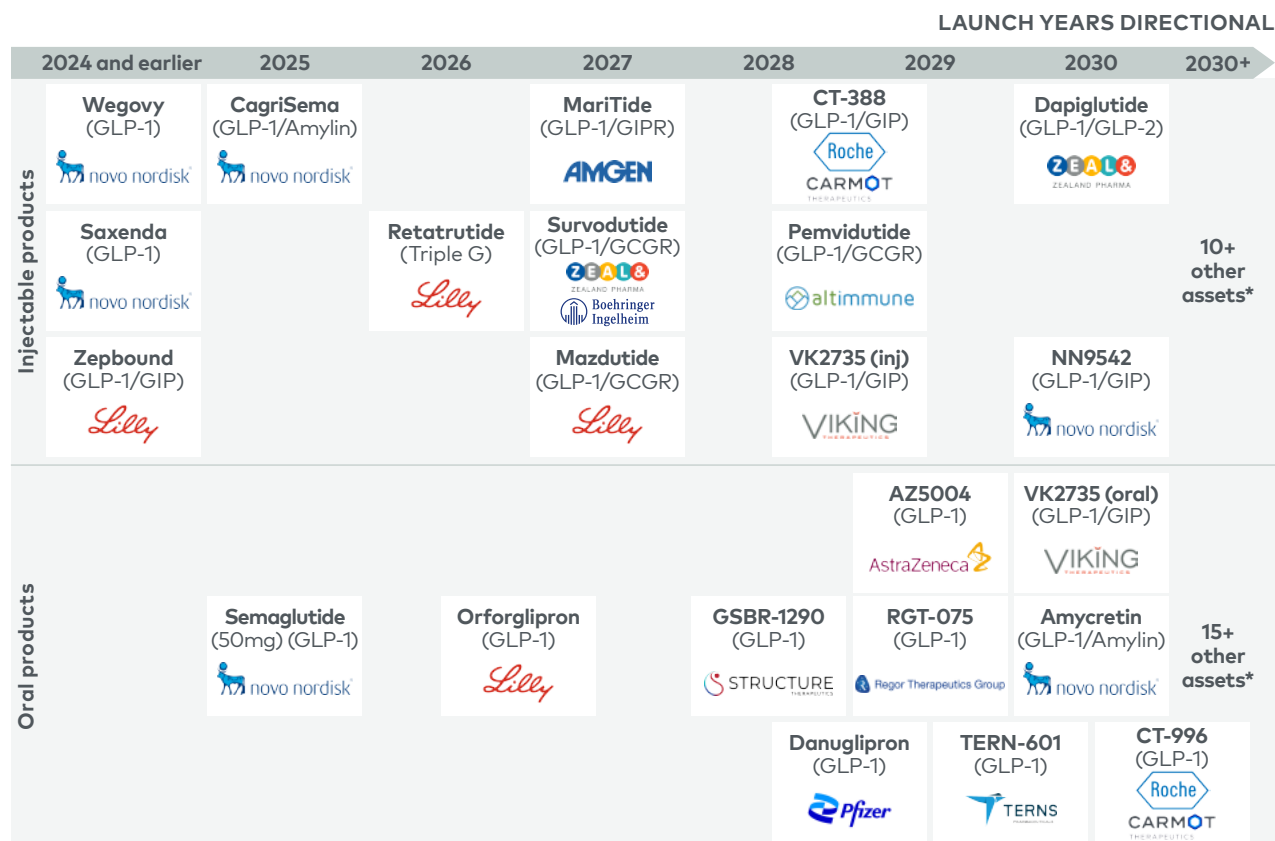 LAUNCH YEARS DIRECTIONAL
2024 and earlier 2025 2026 2027 2028 2029 2030 2030+
Injectable products
Wegovy
(GLP-1)
novo nordisk®
CagriSema
(GLP-1/Amylin)
novo nordisk®
MariTide
(GLP-1/GIPR)
AMGEN
CT-388
(GLP-1/GIP)
Roche
CARMOT
THERAPEUTICS
Dapiglutide
(GLP-1/GLP-2)
ZEAL&
ZEALAND PHARMA
Saxenda
(GLP-1)
novo nordisk®
Retatrutide
(Triple G)
Lilly
Survodutide
(GLP-1/GCGR)
ZEAL&
ZEALAND PHARMA
Boehringer
Ingelheim
Pemvidutide
(GLP-1/GCGR)
altimmune
10+
other
assets*
Zepbound
(GLP-1/GIP)
Lilly
Mazdutide
(GLP-1/GCGR)
Lilly
VK2735 (inj)
(GLP-1/GIP)
VIKING
THERAPEUTICS
NN9542
(GLP-1/GIP)
novo nordisk®
Oral products
AZ5004
(GLP-1)
AstraZeneca
VK2735 (oral)
(GLP-1/GIP)
VIKING
THERAPEUTICS
Semaglutide
(50mg) (GLP-1)
novo nordisk®
Orforglipron
(GLP-1)
Lilly
GSBR-1290
(GLP-1)
STRUCTURE
THERAPEUTICS
RGT-075
(GLP-1)
Regor Therapeutics Group
Amycretin
(GLP-1/Amylin)
novo nordisk®
15+
other
assets*
Danuglipron
(GLP-1)
Pfizer
TERN-601
(GLP-1)
TERNS
CT-996
(GLP-1)
Roche
CARMOT
THERAPEUTICS